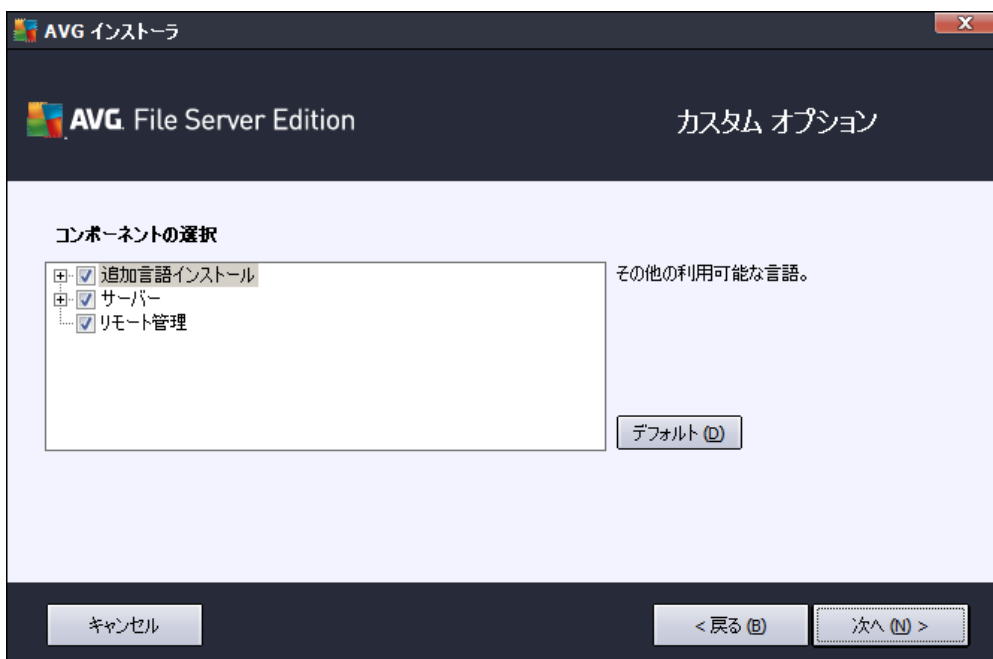 AVG インストーラ
AVG File Server Edition
カスタム オプション
コンポーネントの選択
追加言語インストール
サーバー
リモート管理
その他の利用可能な言語。
デフォルト (D)
キャンセル
< 戻る (B)
次へ (N) >